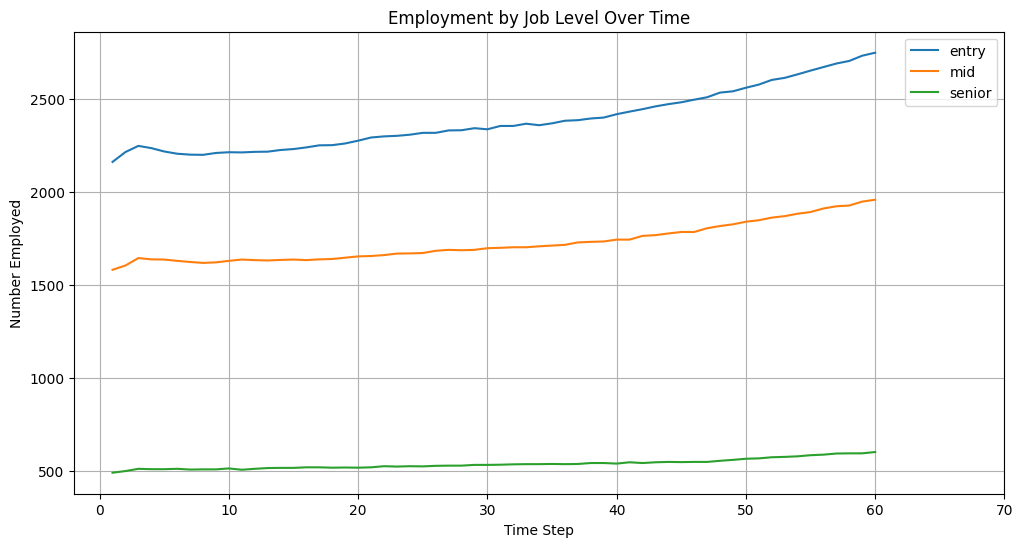 Employment by Job Level Over Time
entry
mid
senior
Number Employed
2500
2000
1500
1000
500
0 10 20 30 40 50 60 70
Time Step